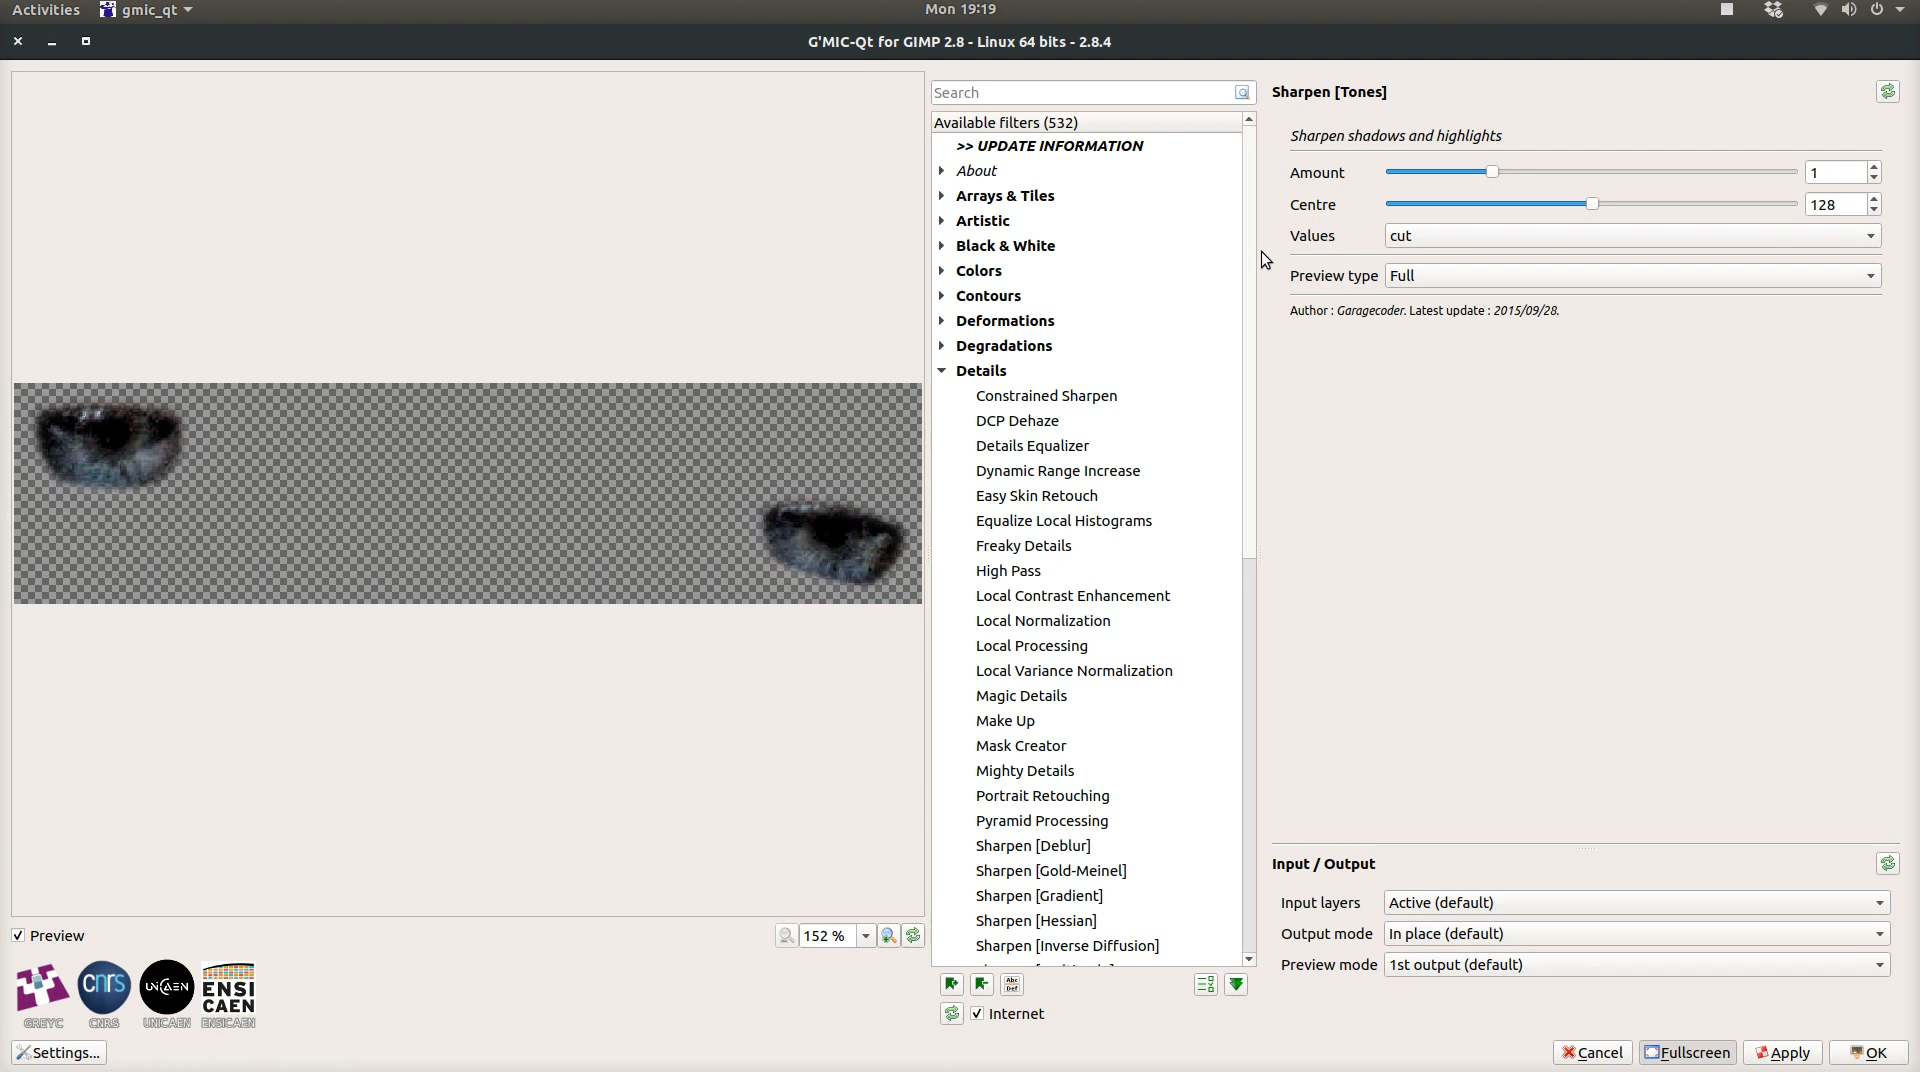 Activities gmic_qt Mon 19:19
G'MIC-Qt for GIMP 2.8 - Linux 64 bits - 2.8.4
Search
Available filters (532)
>> UPDATE INFORMATION
About
Arrays & Tiles
Artistic
Black & White
Colors
Contours
Deformations
Degradations
Details
Constrained Sharpen
DCP Dehaze
Details Equalizer
Dynamic Range Increase
Easy Skin Retouch
Equalize Local Histograms
Freaky Details
High Pass
Local Contrast Enhancement
Local Normalization
Local Processing
Local Variance Normalization
Magic Details
Make Up
Mask Creator
Mighty Details
Portrait Retouching
Pyramid Processing
Sharpen [Deblur]
Sharpen [Gold-Meinel]
Sharpen [Gradient]
Sharpen [Hessian]
Sharpen [Inverse Diffusion]
Internet
Sharpen [Tones]
Sharpen shadows and highlights
Amount 1
Centre 128
Values cut
Preview type Full
Author : Garagecoder. Latest update : 2015/09/28.
Input / Output
Input layers Active (default)
Output mode In place (default)
Preview mode 1st output (default)
Preview 152 %
cnrs UNICAEN ENSI
CAEN
GREYC CNRS UNICAEN ENSICAEN
Settings... Cancel Fullscreen Apply OK